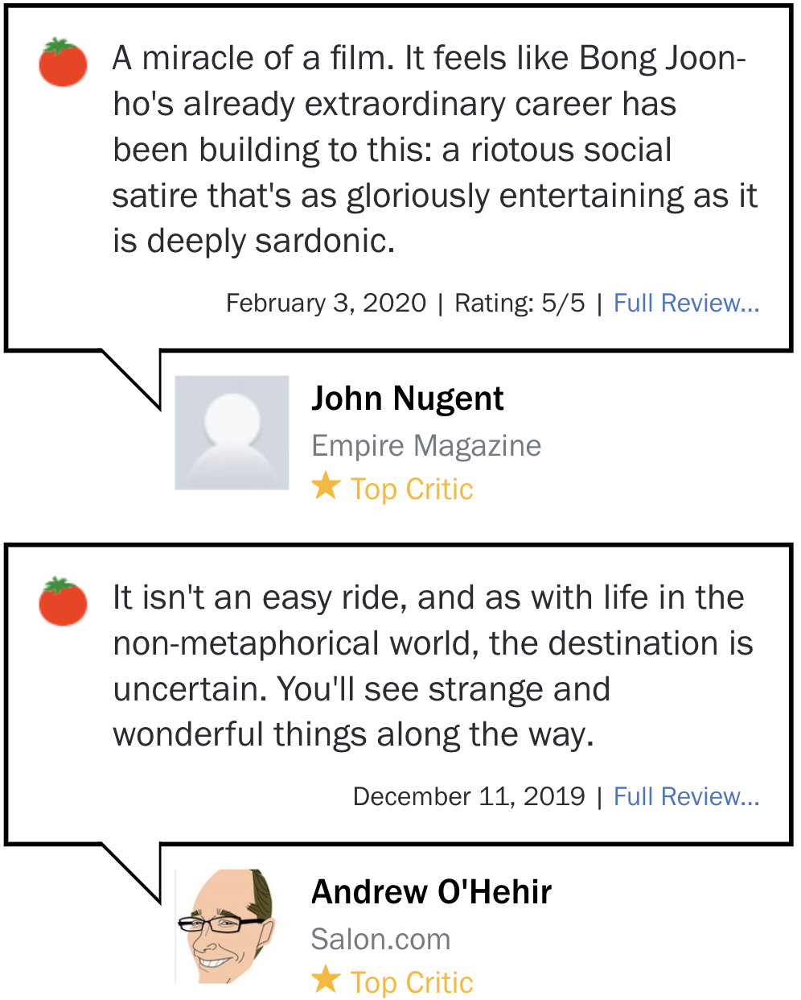 A miracle of a film. It feels like Bong Joon-
ho's already extraordinary career has
been building to this: a riotous social
satire that's as gloriously entertaining as it
is deeply sardonic.
February 3, 2020 | Rating: 5/5 | Full Review...
John Nugent
Empire Magazine
Top Critic
It isn't an easy ride, and as with life in the
non-metaphorical world, the destination is
uncertain. You'll see strange and
wonderful things along the way.
December 11, 2019 | Full Review...
Andrew O'Hehir
Salon.com
Top Critic